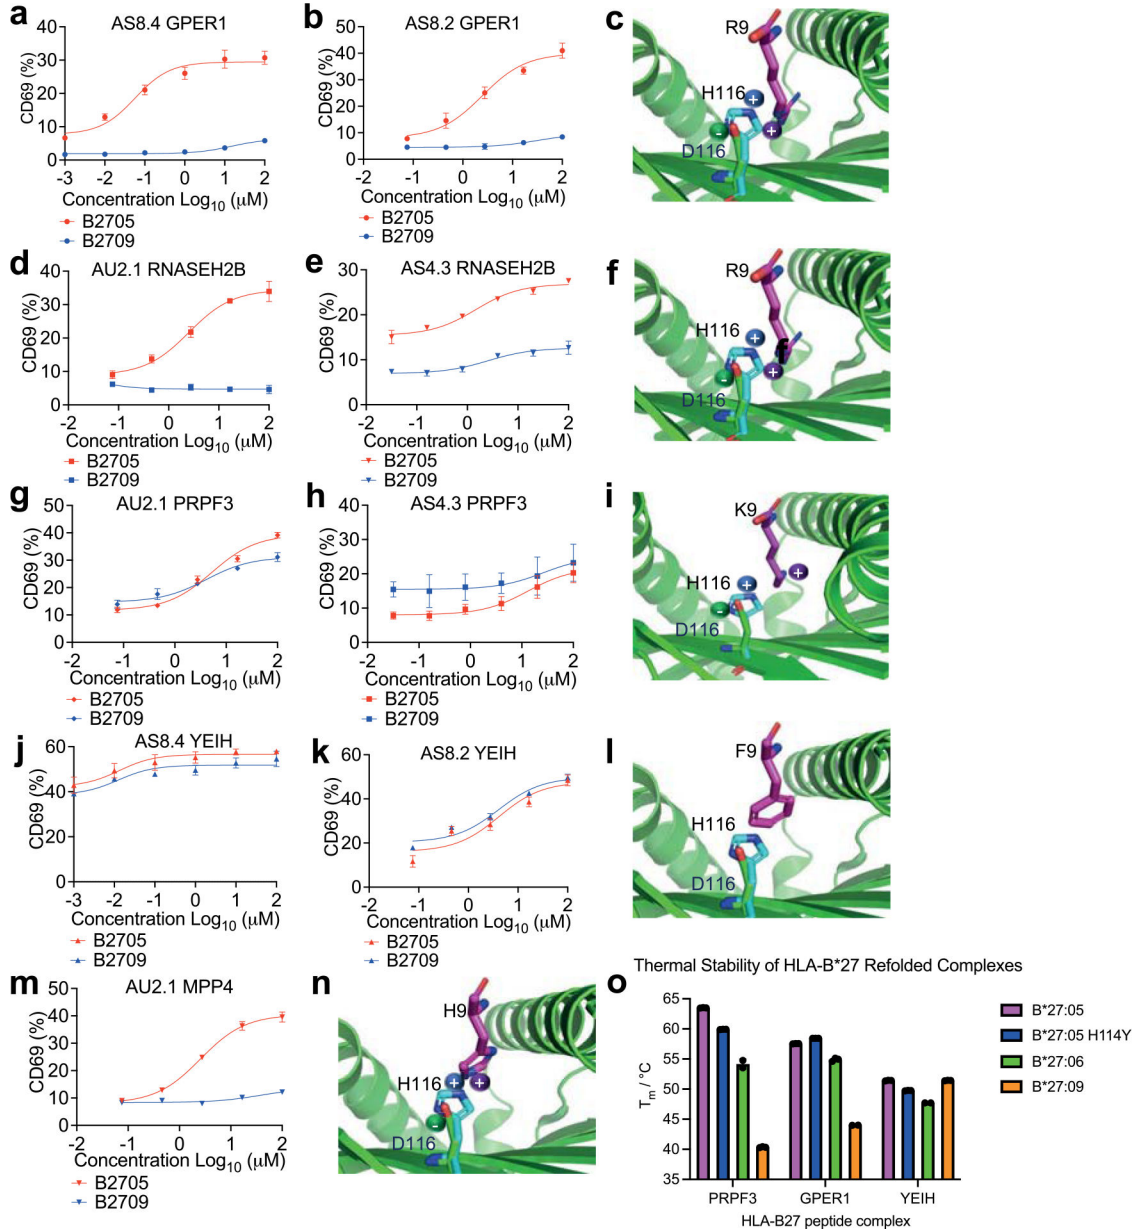 a
AS8.4 GPER1
CD69 (%)
40
30
20
10
0
-3 -2 -1 0 1 2
Concentration Log10 (μM)
B2705
B2709
b
AS8.2 GPER1
CD69 (%)
50
40
30
20
10
0
-2 -1 0 1 2
Concentration Log10 (μM)
B2705
B2709
c
R9
H116
+
-
+
D116
d
AU2.1 RNASEH2B
CD69 (%)
40
30
20
10
0
-2 -1 0 1 2
Concentration Log10 (μM)
B2705
B2709
e
AS4.3 RNASEH2B
CD69 (%)
30
20
10
0
-2 -1 0 1 2
Concentration Log10 (μM)
B2705
B2709
f
R9
H116
+
f
-
+
D116
g
AU2.1 PRPF3
CD69 (%)
50
40
30
20
10
0
-2 -1 0 1 2
Concentration Log10 (μM)
B2705
B2709
h
AS4.3 PRPF3
CD69 (%)
40
30
20
10
0
-2 -1 0 1 2
Concentration Log10 (μM)
B2705
B2709
i
K9
+
H116
+
-
D116
j
AS8.4 YEIH
CD69 (%)
60
40
20
0
-3 -2 -1 0 1 2
Concentration Log10 (μM)
B2705
B2709
k
AS8.2 YEIH
CD69 (%)
60
40
20
0
-2 -1 0 1 2
Concentration Log10 (μM)
B2705
B2709
l
F9
H116
D116
m
AU2.1 MPP4
CD69 (%)
50
40
30
20
10
0
-2 -1 0 1 2
Concentration Log10 (μM)
B2705
B2709
n
H9
H116
+ +
-
D116
o
Thermal Stability of HLA-B*27 Refolded Complexes
Tm / °C
65
60
55
50
45
40
35
PRPF3 GPER1 YEIH
HLA-B27 peptide complex
B*27:05
B*27:05 H114Y
B*27:06
B*27:09